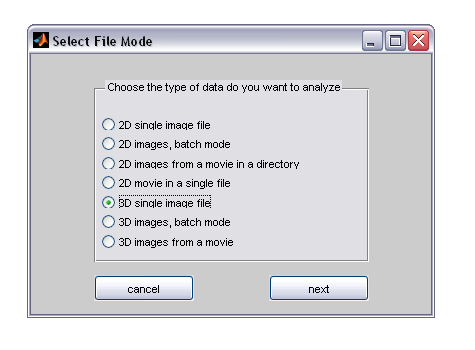 Select File Mode
Choose the type of data do you want to analyze
2D single image file
2D images, batch mode
2D images from a movie in a directory
2D movie in a single file
3D single image file
3D images, batch mode
3D images from a movie
cancel
next